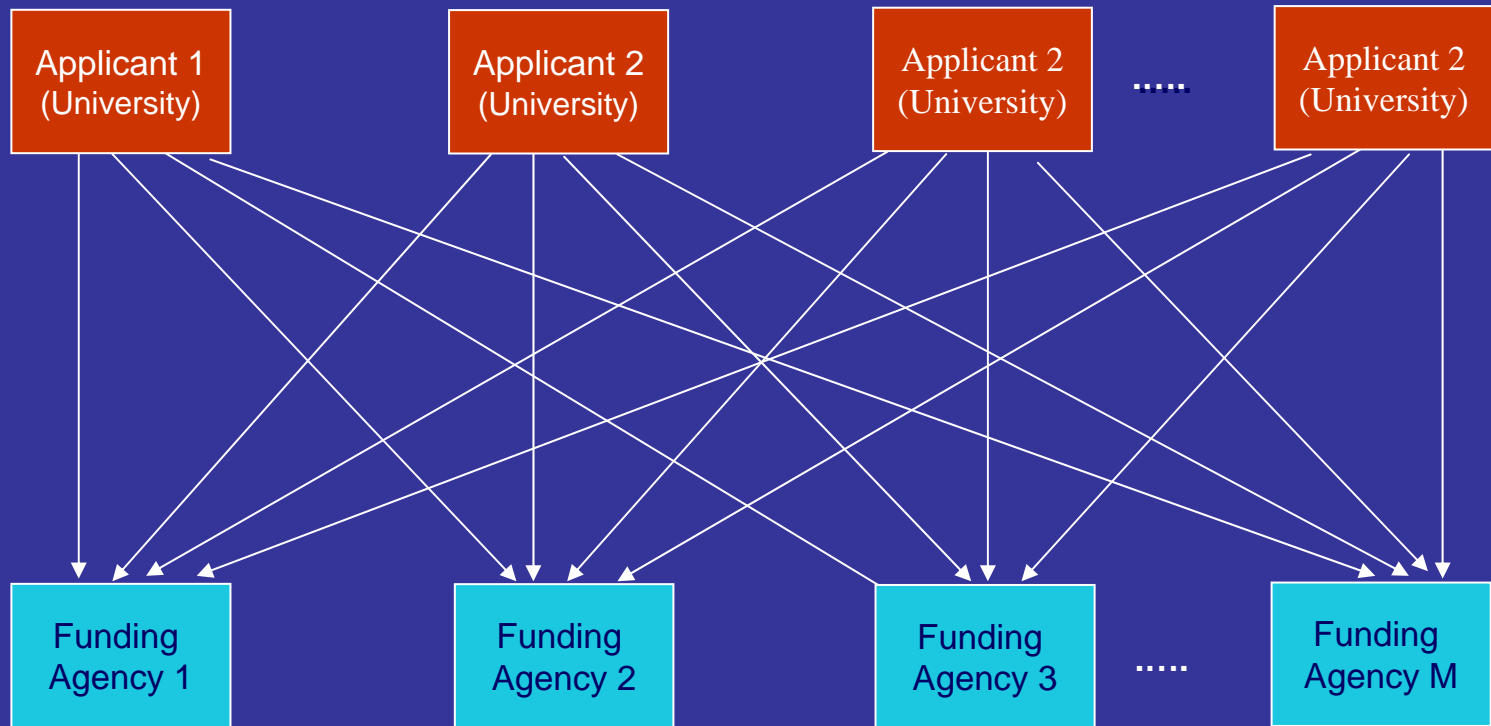 Applicant 1
(University)
Applicant 2
(University)
Applicant 2
(University)
.....
Applicant 2
(University)
Funding
Agency 1
Funding
Agency 2
Funding
Agency 3
.....
Funding
Agency M